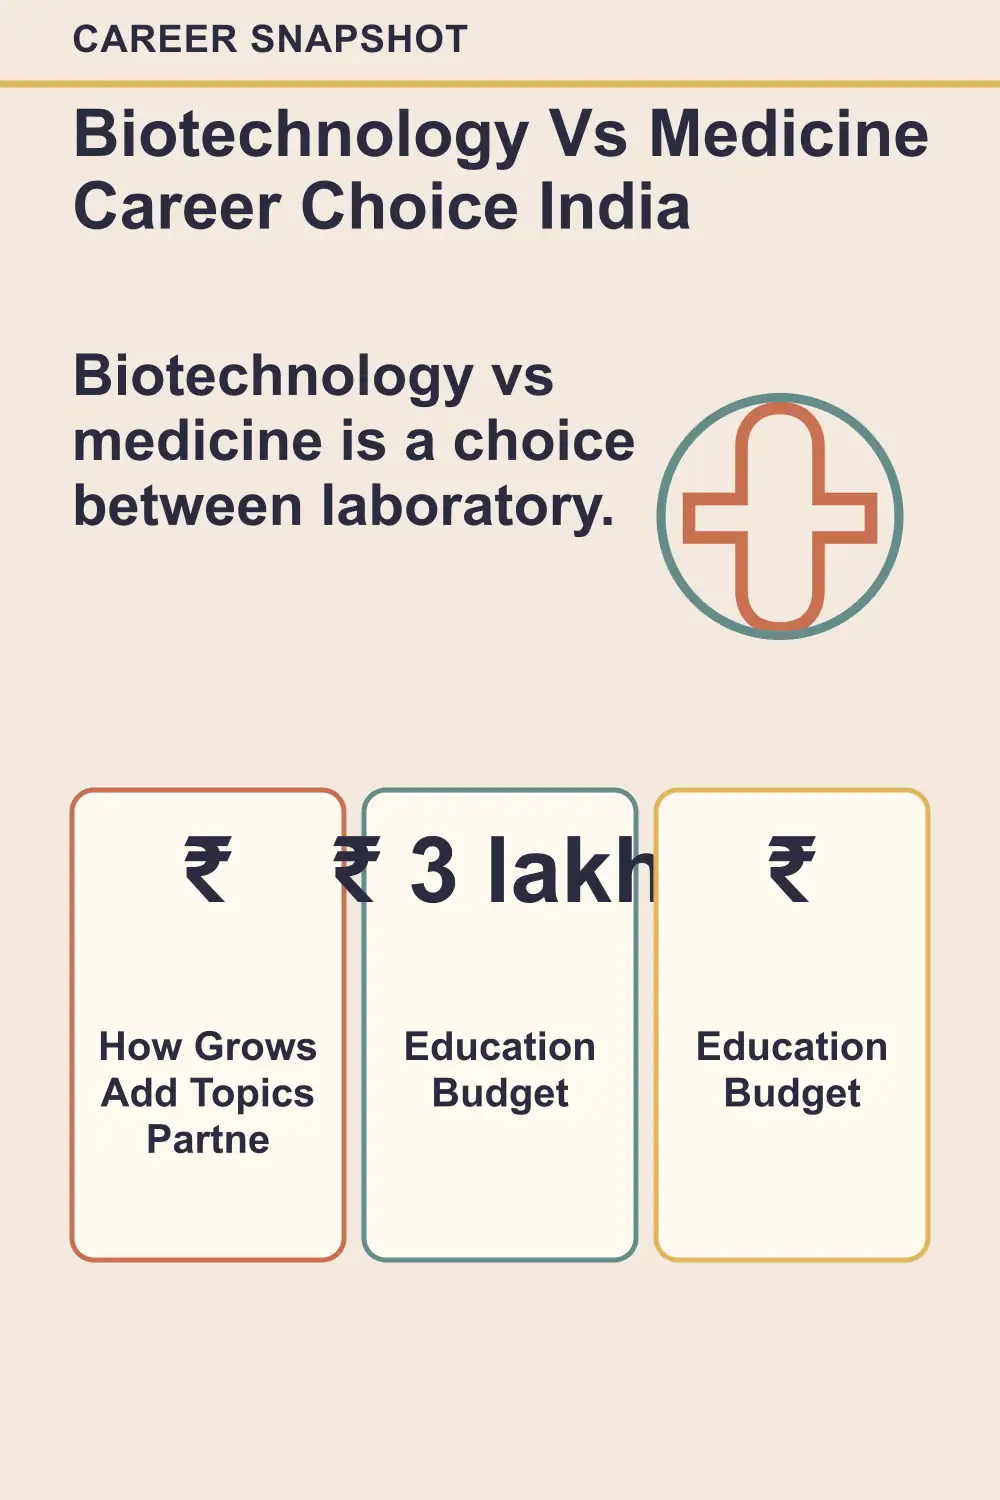 CAREER SNAPSHOT
Biotechnology Vs Medicine
Career Choice India
Biotechnology vs
medicine is a choice
between laboratory.
₹
How Grows
Add Topics
Partne
₹ 3 lakh
Education
Budget
₹
Education
Budget